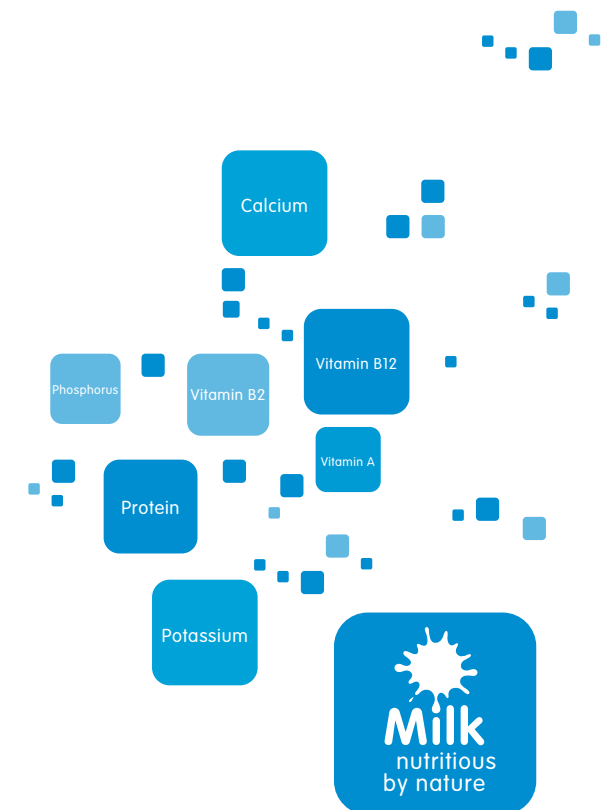 Calcium
Vitamin B12
Phosphorus
Vitamin B2
Vitamin A
Protein
Potassium
Milk
nutritious
by nature